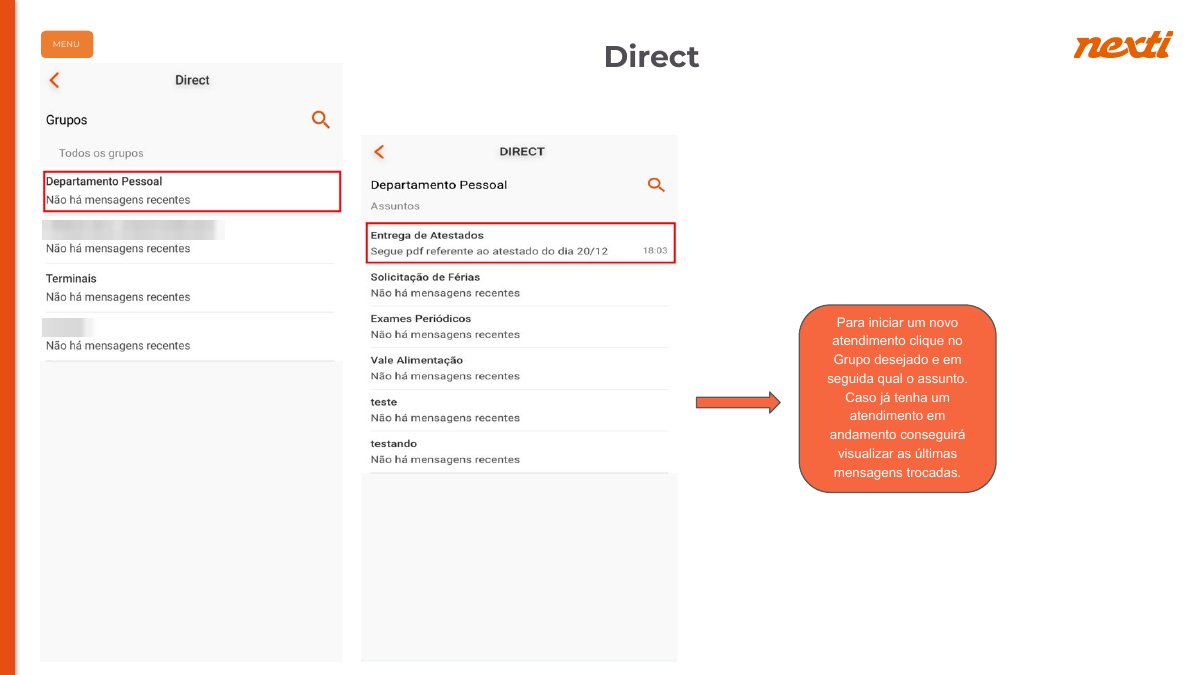 MENU
Direct
nexti
Direct
Grupos
Todos os grupos
Departamento Pessoal
Não há mensagens recentes
Não há mensagens recentes
Terminais
Não há mensagens recentes
Não há mensagens recentes
DIRECT
Departamento Pessoal
Assuntos
Entrega de Atestados
Segue pdf referente ao atestado do dia 20/12 18:03
Solicitação de Férias
Não há mensagens recentes
Exames Periódicos
Não há mensagens recentes
Vale Alimentação
Não há mensagens recentes
teste
Não há mensagens recentes
testando
Não há mensagens recentes
Para iniciar um novo
atendimento clique no
Grupo desejado e em
seguida qual o assunto.
Caso já tenha um
atendimento em
andamento conseguirá
visualizar as últimas
mensagens trocadas.